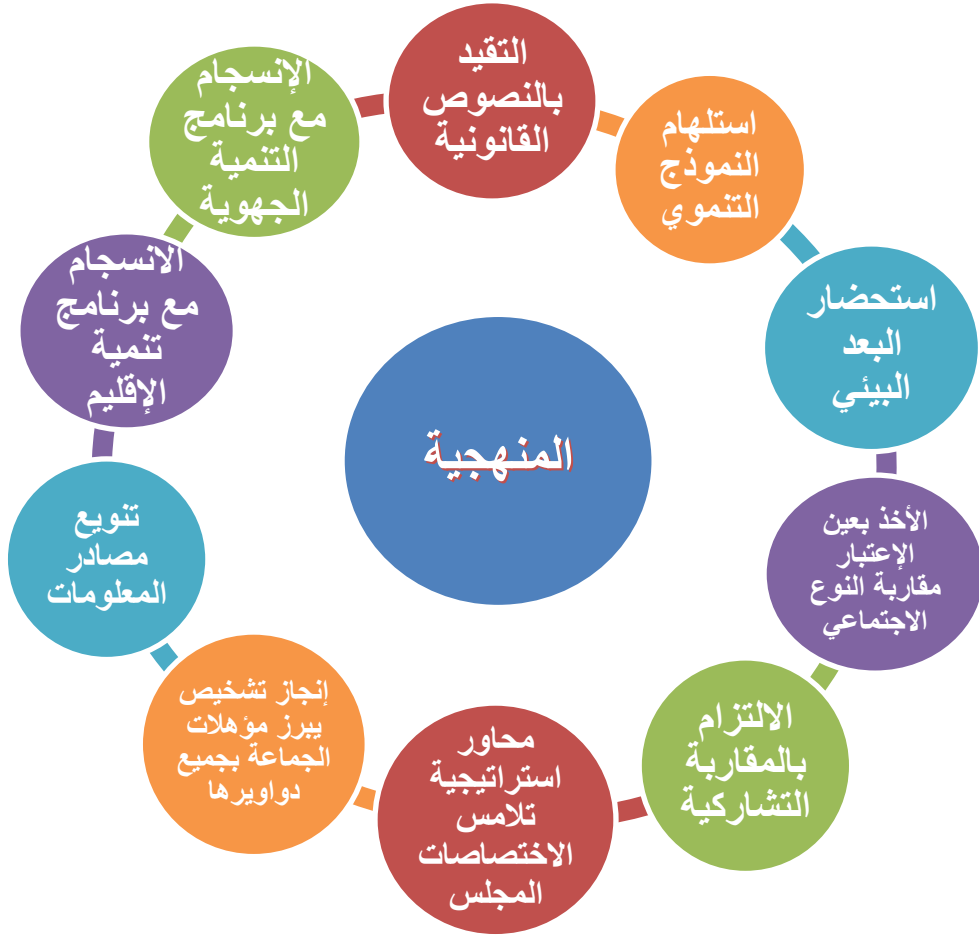 المنهجية
التقيد
بالنصوص
القانونية
استلهام
النموذج
التنموي
استحضار
البعد
البيئي
الأخذ بعين
الإعتبار
مقاربة النوع
الاجتماعي
الالتزام
بالمقاربة
التشاركية
محاور
استراتيجية
تلامس
الاختصاصات
المجلس
إنجاز تشخيص
يبرز مؤهلات
الجماعة بجميع
دواويرها
تنويع
مصادر
المعلومات
الانسجام
مع برنامج
تنمية
الإقليم
الإنسجام
مع برنامج
التنمية
الجهوية